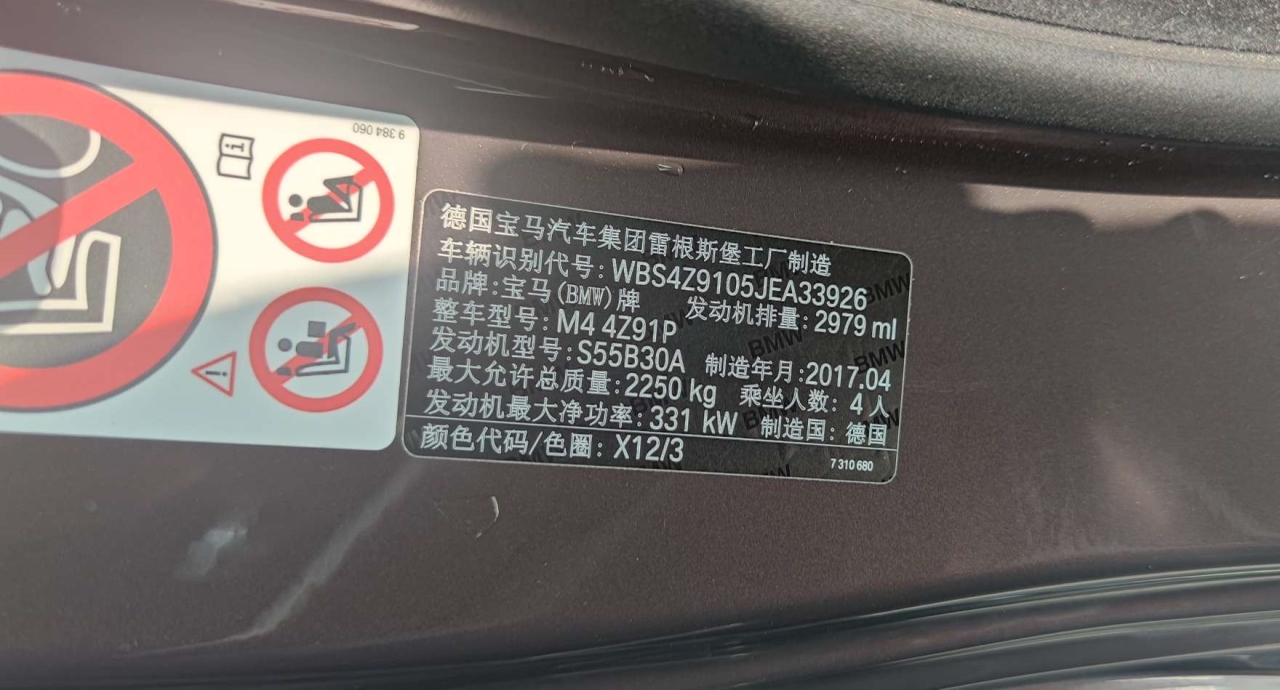 9 384 060
德国宝马汽车集团雷根斯堡工厂制造
车辆识别代号: WBS4Z9105JEA33926
品牌:宝马(BMW)牌 发动机排量: 2979 ml
整车型号: M4 4Z91P
发动机型号: S55B30A 制造年月:2017.04
最大允许总质量: 2250 kg 乘坐人数: 4人
发动机最大净功率: 331 kW 制造国: 德国
颜色代码/色圈: X12/3
7 310 680